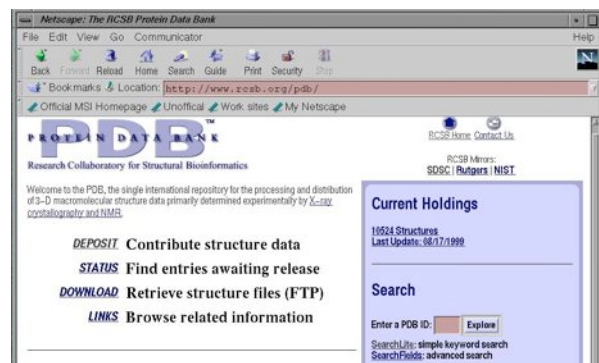 Netscape: The RCSB Protein Data Bank
File Edit View Go Communicator Help
Back Forward Reload Home Search Guide Print Security Stop
N
Bookmarks Location: http://www.rcsb.org/pdb/
Official MSI Homepage Unoffical Work sites My Netscape
PROTEIN DATA BANK
PDB TM
Research Collaboratory for Structural Bioinformatics
RCSB Home Contact Us
RCSB Mirrors:
SDSC | Rutgers | NIST
Welcome to the PDB, the single international repository for the processing and distribution
of 3-D macromolecular structure data primarily determined experimentally by X-ray
crystallography and NMR.
DEPOSIT Contribute structure data
STATUS Find entries awaiting release
DOWNLOAD Retrieve structure files (FTP)
LINKS Browse related information
Current Holdings
10524 Structures
Last Update: 08/17/1999
Search
Enter a PDB ID: Explore
SearchLite: simple keyword search
SearchFields: advanced search